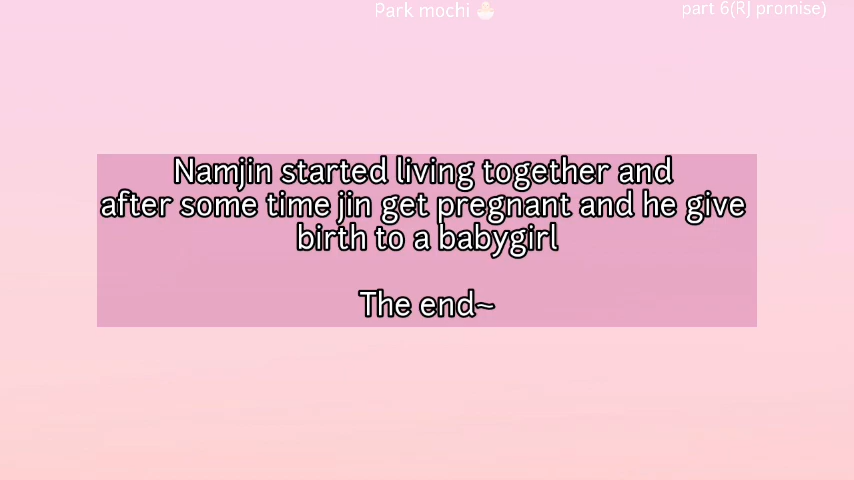 Park mochi 🐣
part 6(RJ promise)
Namjin started living together and
after some time jin get pregnant and he give
birth to a babygirl
The end~